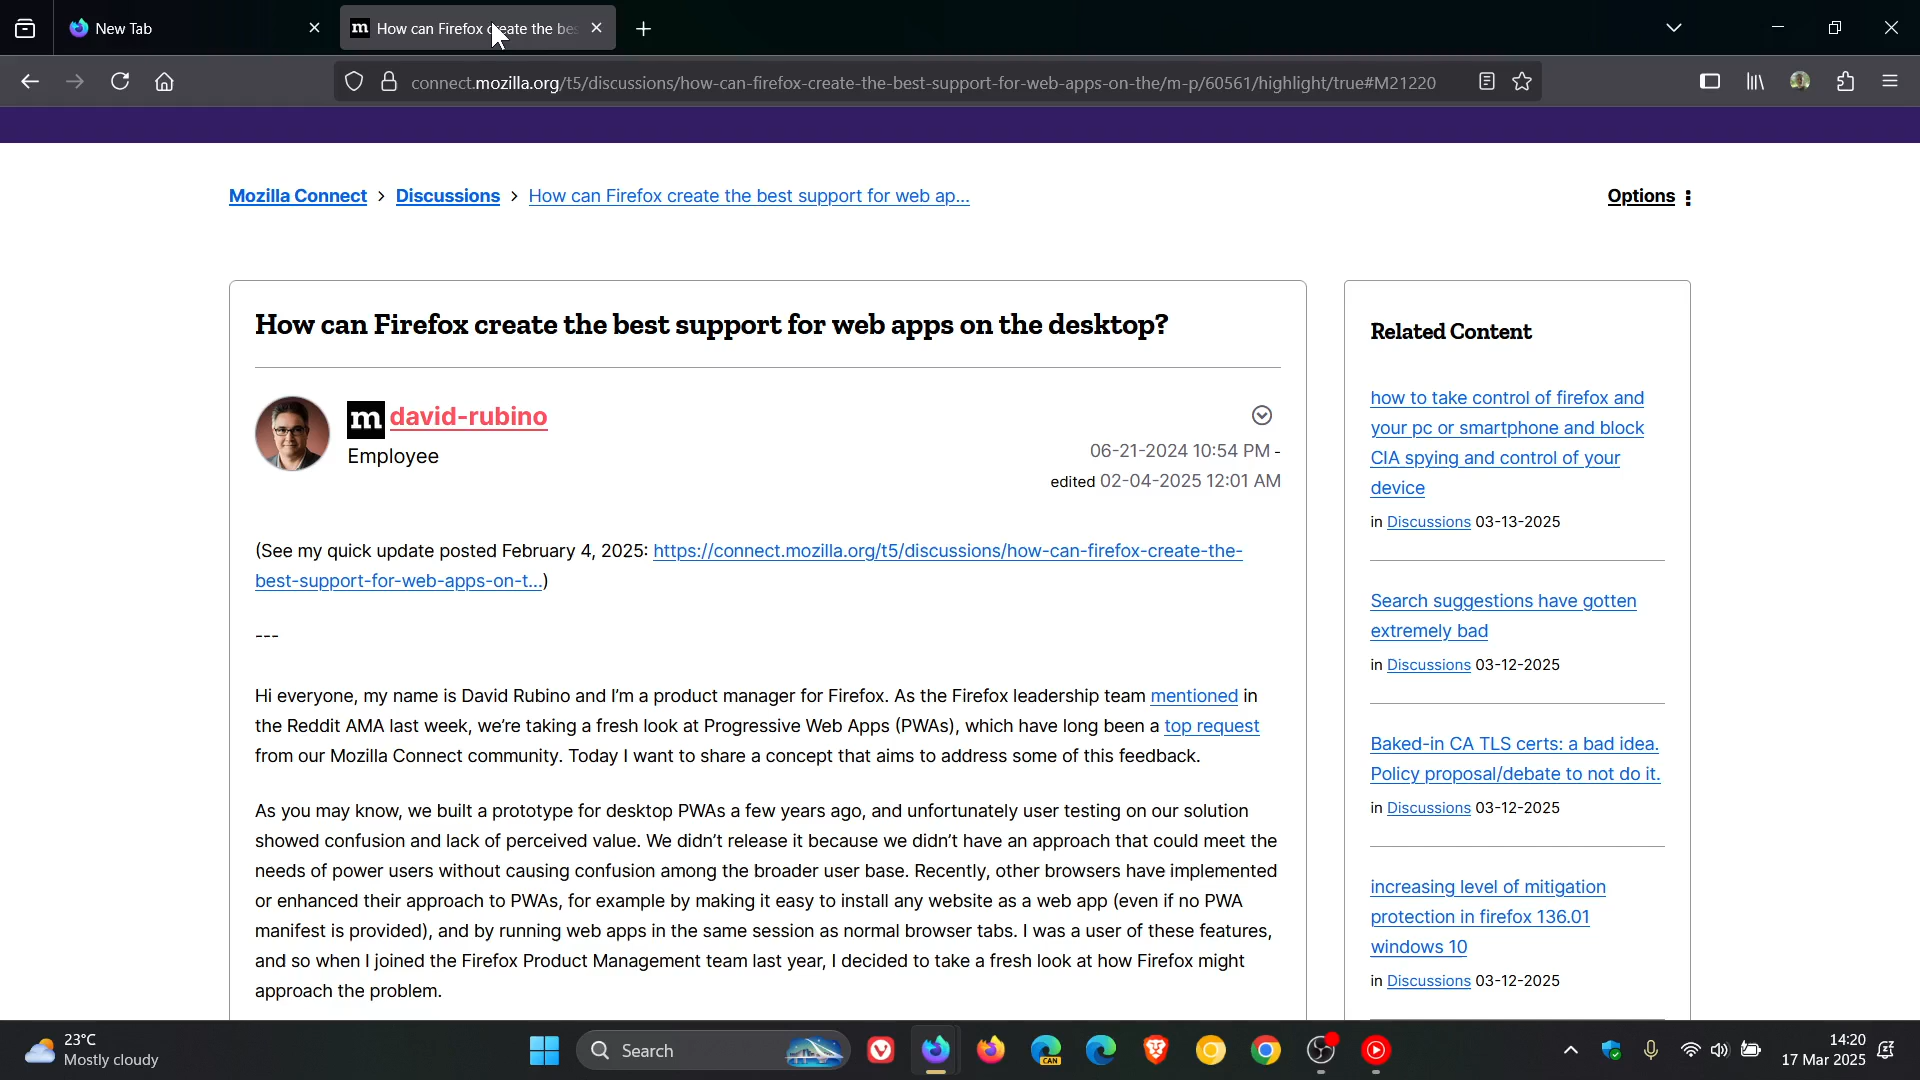 New Tab
How can Firefox create the bes
connect.mozilla.org/t5/discussions/how-can-firefox-create-the-best-support-for-web-apps-on-the/m-p/60561/highlight/true#M21220
Mozilla Connect > Discussions > How can Firefox create the best support for web ap...
Options
How can Firefox create the best support for web apps on the desktop?
m david-rubino
Employee
06-21-2024 10:54 PM -
edited 02-04-2025 12:01 AM
(See my quick update posted February 4, 2025: https://connect.mozilla.org/t5/discussions/how-can-firefox-create-the-
best-support-for-web-apps-on-t...)
---
Hi everyone, my name is David Rubino and I'm a product manager for Firefox. As the Firefox leadership team mentioned in
the Reddit AMA last week, we're taking a fresh look at Progressive Web Apps (PWAs), which have long been a top request
from our Mozilla Connect community. Today I want to share a concept that aims to address some of this feedback.
As you may know, we built a prototype for desktop PWAs a few years ago, and unfortunately user testing on our solution
showed confusion and lack of perceived value. We didn't release it because we didn't have an approach that could meet the
needs of power users without causing confusion among the broader user base. Recently, other browsers have implemented
or enhanced their approach to PWAs, for example by making it easy to install any website as a web app (even if no PWA
manifest is provided), and by running web apps in the same session as normal browser tabs. I was a user of these features,
and so when I joined the Firefox Product Management team last year, I decided to take a fresh look at how Firefox might
approach the problem.
Related Content
how to take control of firefox and
your pc or smartphone and block
CIA spying and control of your
device
in Discussions 03-13-2025
Search suggestions have gotten
extremely bad
in Discussions 03-12-2025
Baked-in CA TLS certs: a bad idea.
Policy proposal/debate to not do it.
in Discussions 03-12-2025
increasing level of mitigation
protection in firefox 136.01
windows 10
in Discussions 03-12-2025
23°C
Mostly cloudy
Search
CAN
14:20
17 Mar 2025